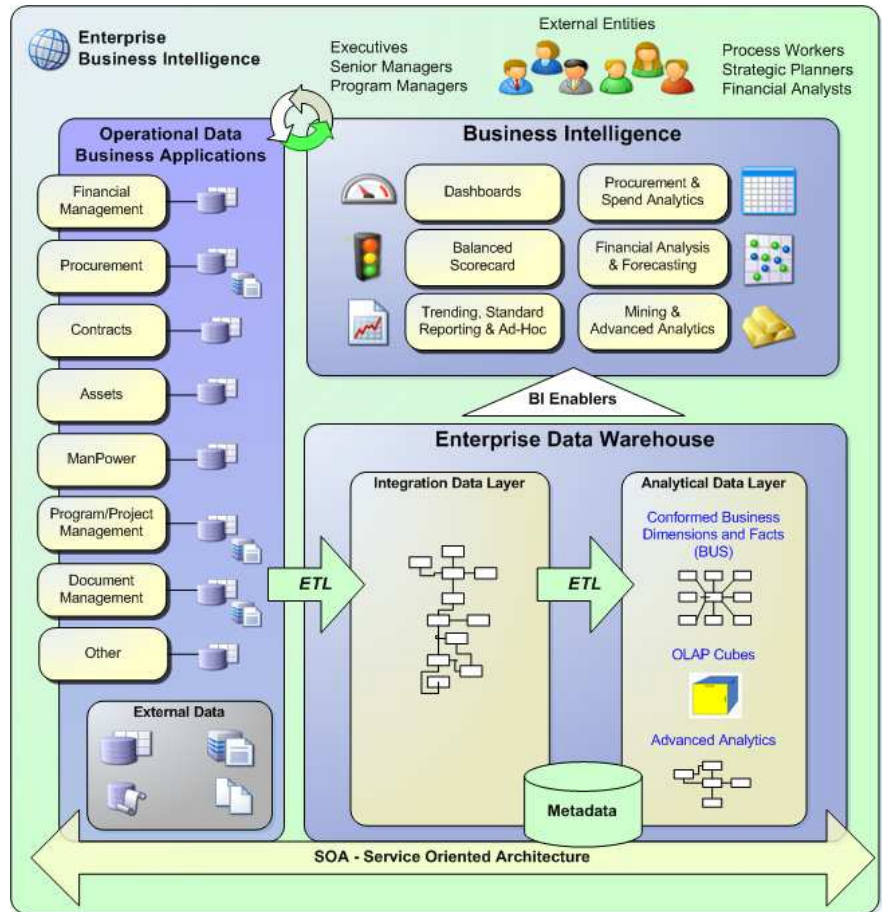 Enterprise
Business Intelligence
External Entities
Executives
Senior Managers
Program Managers
Process Workers
Strategic Planners
Financial Analysts
Operational Data
Business Applications
Financial
Management
Procurement
Contracts
Assets
ManPower
Program/Project
Management
Document
Management
Other
External Data
Business Intelligence
Dashboards
Procurement &
Spend Analytics
Balanced
Scorecard
Financial Analysis
& Forecasting
Trending, Standard
Reporting & Ad-Hoc
Mining &
Advanced Analytics
BI Enablers
Enterprise Data Warehouse
ETL
Integration Data Layer
ETL
Analytical Data Layer
Conformed Business
Dimensions and Facts
(BUS)
OLAP Cubes
Advanced Analytics
Metadata
SOA - Service Oriented Architecture